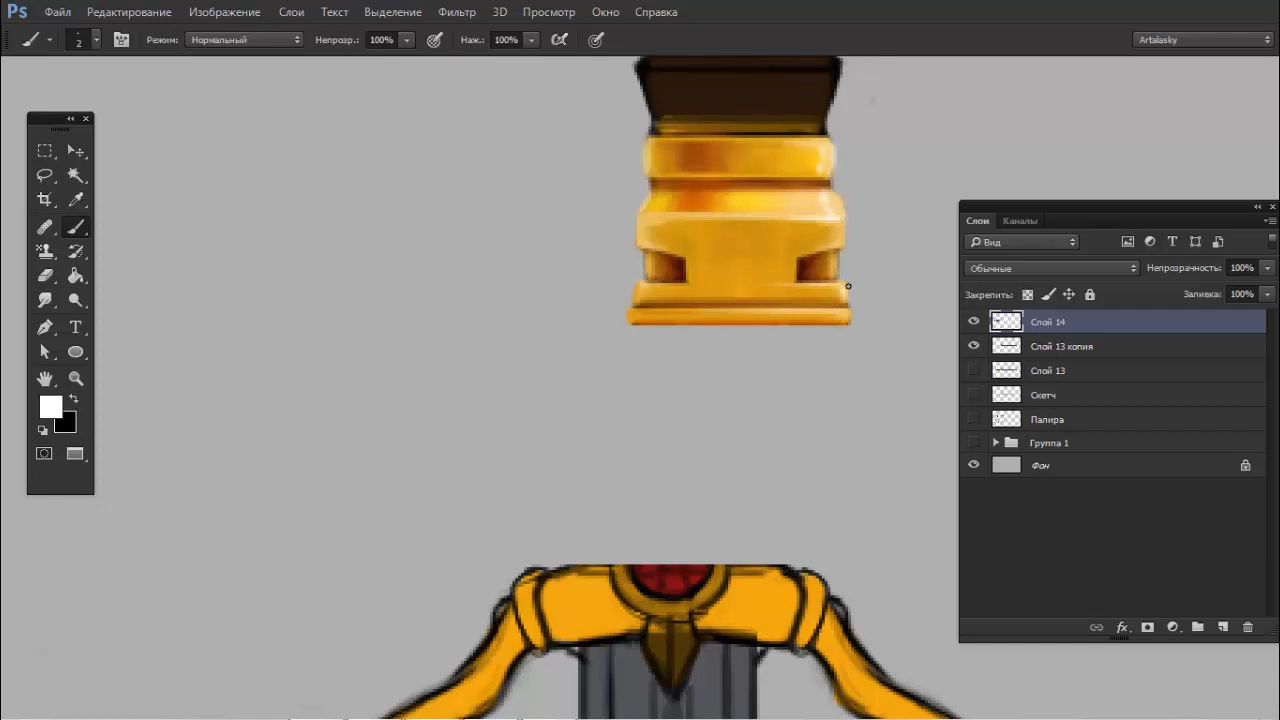 Ps Файл Редактирование Изображение Слои Текст Выделение Фильтр 3D Просмотр Окно Справка
2 Режим: Нормальный Непрозр.: 100% Наж.: 100% Artalasky
Слои Каналы
Вид
Обычные Непрозрачность: 100%
Закрепить: Заливка: 100%
Слой 14
Слой 13 копия
Слой 13
Скетч
Палира
Группа 1
Фон
fx